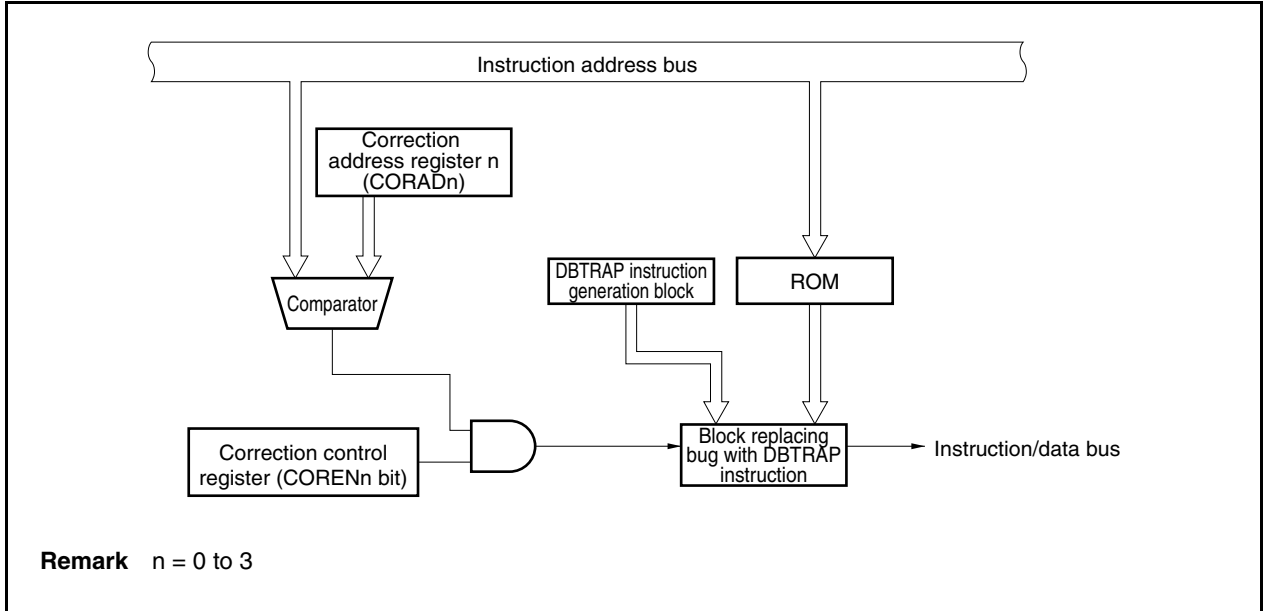 Instruction address bus
Correction
address register n
(CORADn)
DBTRAP instruction
generation block
ROM
Comparator
Correction control
register (CORENn bit)
Block replacing
bug with DBTRAP
instruction
Instruction/data bus
Remark n = 0 to 3